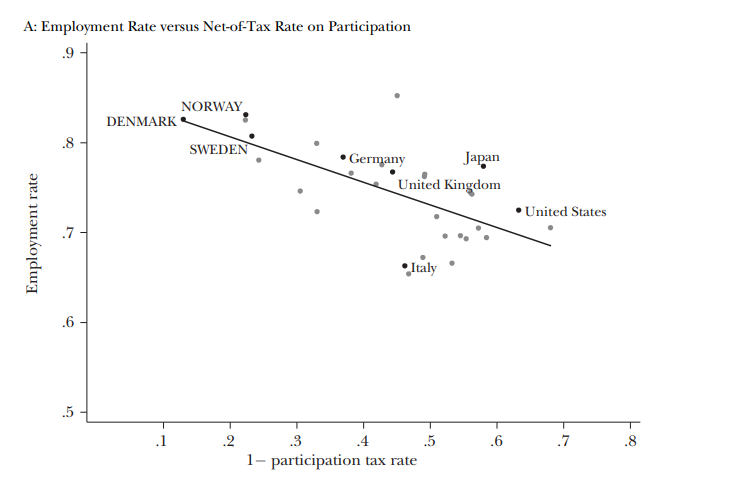 A: Employment Rate versus Net-of-Tax Rate on Participation
.9
NORWAY
DENMARK
.8
SWEDEN
Germany
Japan
United Kingdom
Employment rate
.7
United States
Italy
.6
.5
.1 .2 .3 .4 .5 .6 .7 .8
1– participation tax rate